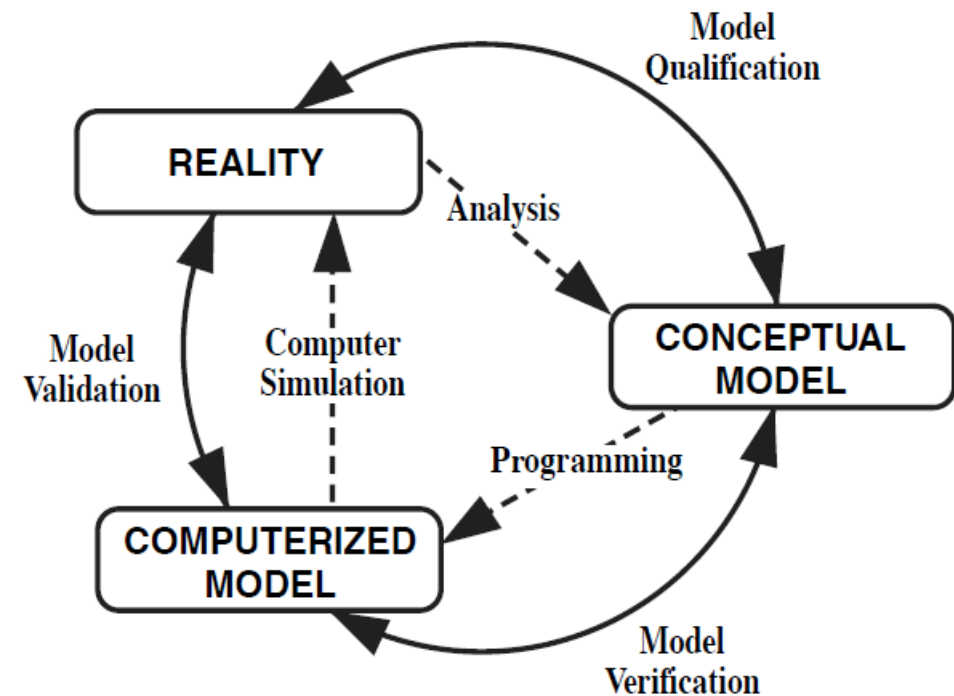 Model
Qualification
REALITY
Analysis
CONCEPTUAL
MODEL
Model
Validation
Computer
Simulation
Programming
COMPUTERIZED
MODEL
Model
Verification